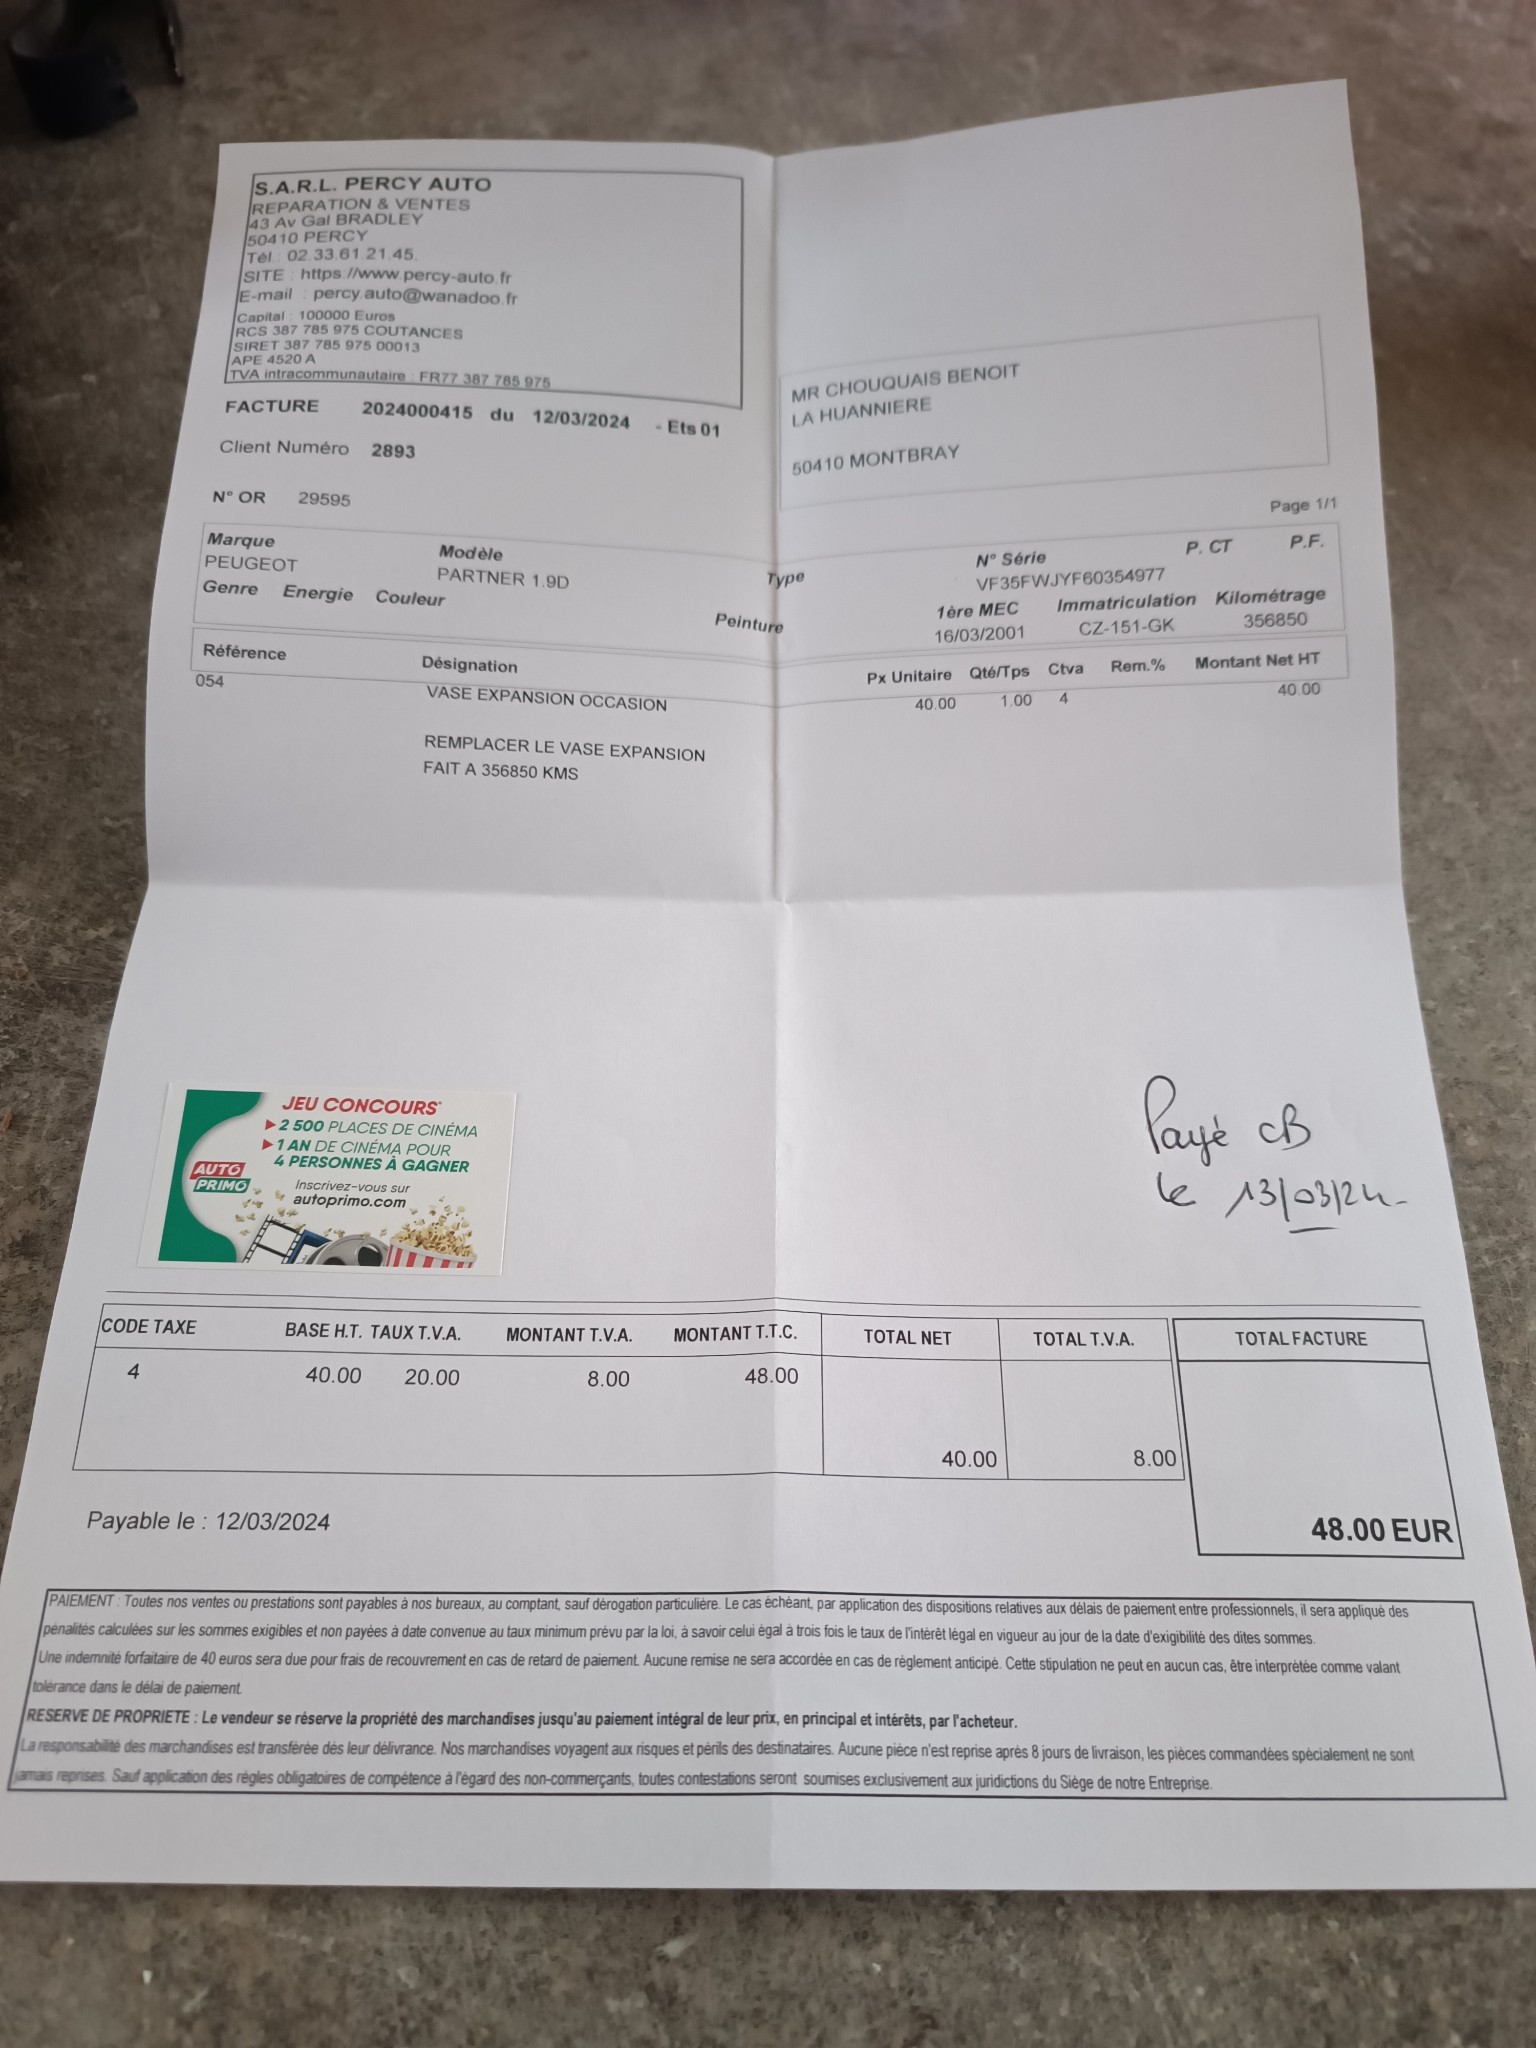 S.A.R.L. PERCY AUTO
REPARATION & VENTES
43 Av Gal BRADLEY
50410 PERCY
Tél : 02.33.61.21.45.
SITE : https://www.percy-auto.fr
E-mail : percy.auto@wanadoo.fr
Capital : 100000 Euros
RCS 387 785 975 COUTANCES
SIRET 387 785 975 00013
APE 4520 A
TVA intracommunautaire : FR77 387 785 975
MR CHOUQUAIS BENOIT
LA HUANNIERE
50410 MONTBRAY
FACTURE 2024000415 du 12/03/2024 - Ets 01
Client Numéro 2893
N° OR 29595
Page 1/1
Marque Modèle Type N° Série P. CT P.F.
PEUGEOT PARTNER 1.9D VF35FWJYF60354977
Genre Energie Couleur Peinture 1ère MEC Immatriculation Kilométrage
16/03/2001 CZ-151-GK 356850
Référence Désignation Px Unitaire Qté/Tps Ctva Rem.% Montant Net HT
054 VASE EXPANSION OCCASION 40.00 1.00 4 40.00
REMPLACER LE VASE EXPANSION
FAIT A 356850 KMS
JEU CONCOURS*
2 500 PLACES DE CINÉMA
1 AN DE CINÉMA POUR
4 PERSONNES À GAGNER
AUTO
PRIMO
Inscrivez-vous sur
autoprimo.com
Payé CB
le 13/03/24.
CODE TAXE BASE H.T. TAUX T.V.A. MONTANT T.V.A. MONTANT T.T.C. TOTAL NET TOTAL T.V.A. TOTAL FACTURE
4 40.00 20.00 8.00 48.00
40.00 8.00
48.00 EUR
Payable le : 12/03/2024
PAIEMENT : Toutes nos ventes ou prestations sont payables à nos bureaux, au comptant, sauf dérogation particulière. Le cas échéant, par application des dispositions relatives aux délais de paiement entre professionnels, il sera appliqué des
pénalités calculées sur les sommes exigibles et non payées à date convenue au taux minimum prévu par la loi, à savoir celui égal à trois fois le taux de l'intérêt légal en vigueur au jour de la date d'exigibilité des dites sommes.
Une indemnité forfaitaire de 40 euros sera due pour frais de recouvrement en cas de retard de paiement. Aucune remise ne sera accordée en cas de règlement anticipé. Cette stipulation ne peut en aucun cas, être interprétée comme valant
tolérance dans le délai de paiement.
RESERVE DE PROPRIETE : Le vendeur se réserve la propriété des marchandises jusqu'au paiement intégral de leur prix, en principal et intérêts, par l'acheteur.
La responsabilité des marchandises est transférée dès leur délivrance. Nos marchandises voyagent aux risques et périls des destinataires. Aucune pièce n'est reprise après 8 jours de livraison, les pièces commandées spécialement ne sont
jamais reprises. Sauf application des règles obligatoires de compétence à l'égard des non-commerçants, toutes contestations seront soumises exclusivement aux juridictions du Siège de notre Entreprise.